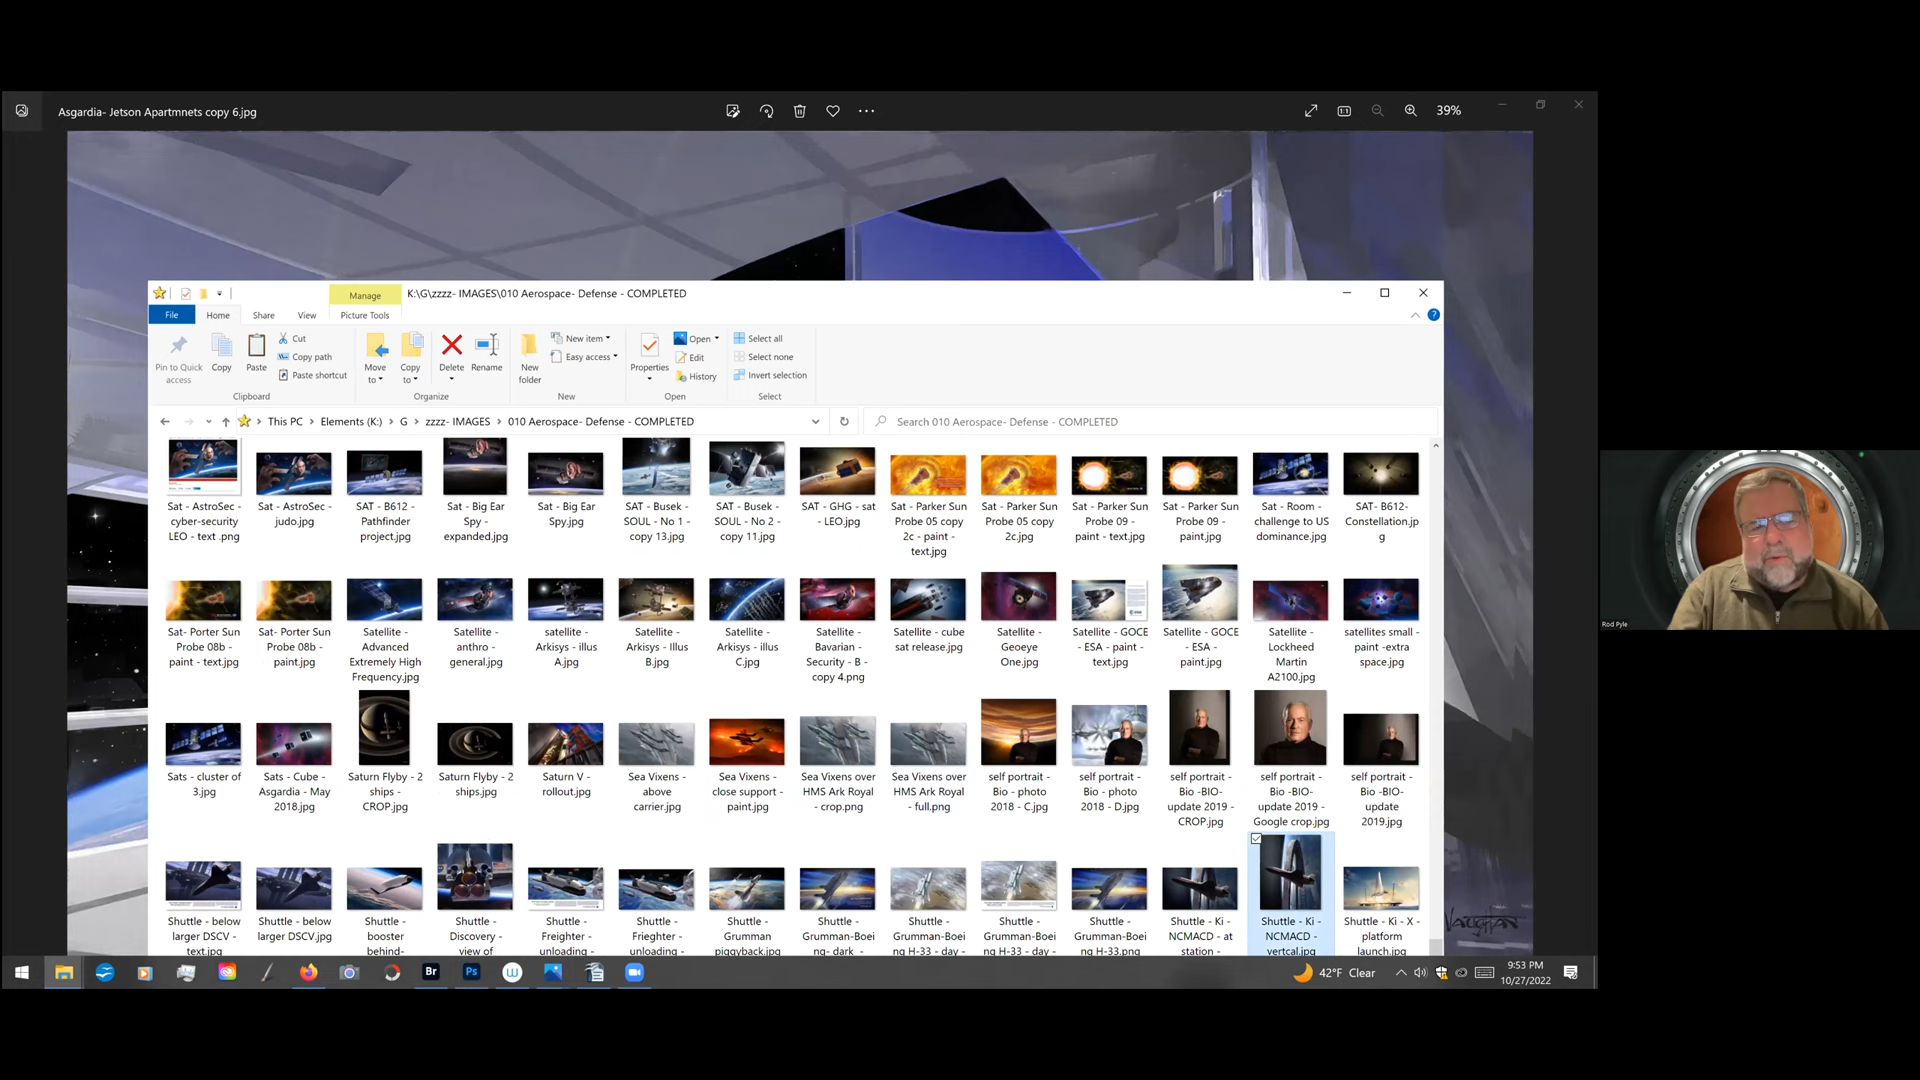 Asgardia- Jetson Apartmnets copy 6.jpg
39%
Manage
K:\G\zzzz- IMAGES\010 Aerospace- Defense - COMPLETED
File
Home
Share
View
Picture Tools
Pin to Quick access
Copy
Paste
Cut
Copy path
Paste shortcut
Move to
Copy to
Delete
Rename
New folder
New item
Easy access
Properties
Open
Edit
History
Select all
Select none
Invert selection
Clipboard
Organize
New
Open
Select
This PC
Elements (K:)
G
zzzz- IMAGES
010 Aerospace- Defense - COMPLETED
Search 010 Aerospace- Defense - COMPLETED
Sat - AstroSec - cyber-security LEO - text .png
Sat - AstroSec - judo.jpg
SAT - B612 - Pathfinder project.jpg
Sat - Big Ear Spy - expanded.jpg
Sat - Big Ear Spy.jpg
SAT - Busek - SOUL - No 1 - copy 13.jpg
SAT - Busek - SOUL - No 2 - copy 11.jpg
SAT - GHG - sat - LEO.jpg
Sat - Parker Sun Probe 05 copy 2c - paint - text.jpg
Sat - Parker Sun Probe 05 copy 2c.jpg
Sat - Parker Sun Probe 09 - paint - text.jpg
Sat - Parker Sun Probe 09 - paint.jpg
Sat - Room - challenge to US dominance.jpg
SAT- B612- Constellation.jpg
Sat- Porter Sun Probe 08b - paint - text.jpg
Sat- Porter Sun Probe 08b - paint.jpg
Satellite - Advanced Extremely High Frequency.jpg
Satellite - anthro - general.jpg
satellite - Arkisys - illus A.jpg
Satellite - Arkisys - Illus B.jpg
Satellite - Arkisys - illus C.jpg
Satellite - Bavarian - Security - B - copy 4.png
Satellite - cube sat release.jpg
Satellite - Geoeye One.jpg
Satellite - GOCE - ESA - paint - text.jpg
Satellite - GOCE - ESA - paint.jpg
Satellite - Lockheed Martin A2100.jpg
satellites small - paint -extra space.jpg
Sats - cluster of 3.jpg
Sats - Cube - Asgardia - May 2018.jpg
Saturn Flyby - 2 ships - CROP.jpg
Saturn Flyby - 2 ships.jpg
Saturn V - rollout.jpg
Sea Vixens - above carrier.jpg
Sea Vixens - close support - paint.jpg
Sea Vixens over HMS Ark Royal - crop.png
Sea Vixens over HMS Ark Royal - full.png
self portrait - Bio - photo 2018 - C.jpg
self portrait - Bio - photo 2018 - D.jpg
self portrait - Bio -BIO- update 2019 - CROP.jpg
self portrait - Bio -BIO- update 2019 - Google crop.jpg
self portrait - Bio -BIO- update 2019.jpg
Shuttle - below larger DSCV - text.jpg
Shuttle - below larger DSCV.jpg
Shuttle - booster behind-
Shuttle - Discovery - view of
Shuttle - Freighter - unloading -
Shuttle - Frieghter - unloading -
Shuttle - Grumman piggyback.jpg
Shuttle - Grumman-Boeing- dark -
Shuttle - Grumman-Boeing H-33 - day -
Shuttle - Grumman-Boeing H-33 - day -
Shuttle - Grumman-Boeing H-33.png
Shuttle - Ki - NCMACD - at station -
Shuttle - Ki - NCMACD - vertcal.jpg
Shuttle - Ki - X - platform launch.jpg
VAUGHAN
Rod Pyle
Br
Ps
42°F Clear
9:53 PM
10/27/2022